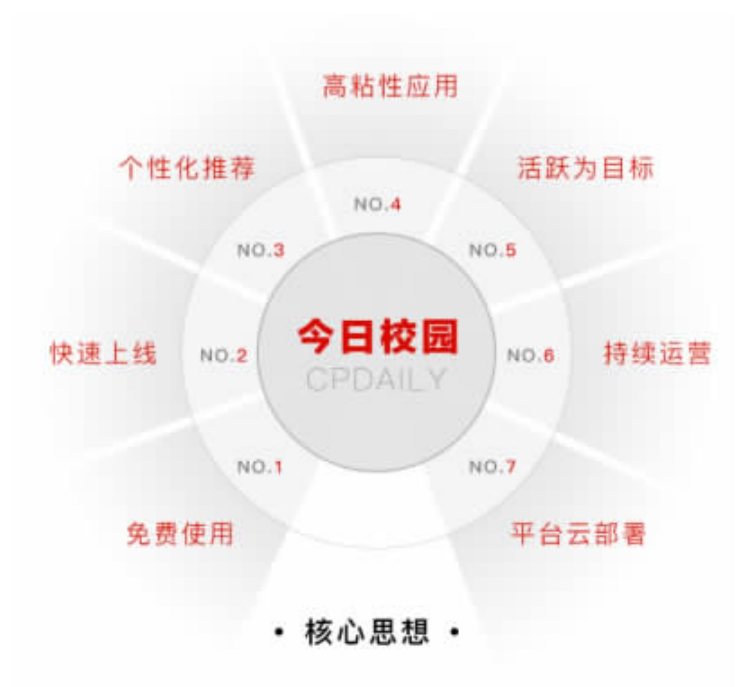 高粘性应用
个性化推荐
活跃为目标
NO.4
NO.3
NO.5
今日校园
CPDAILY
快速上线
NO.2
NO.6
持续运营
NO.1
NO.7
免费使用
平台云部署
· 核心思想 ·